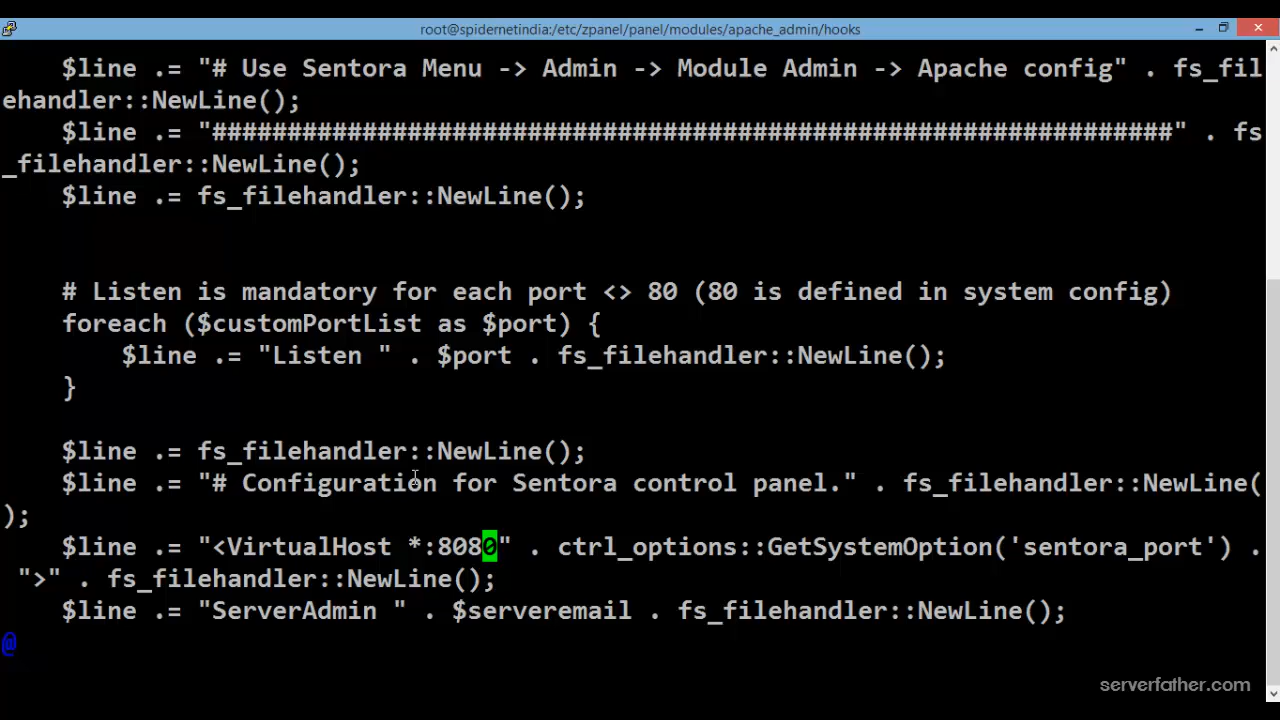 root@spidernetindia:/etc/zpanel/panel/modules/apache_admin/hooks
$line .= "# Use Sentora Menu -> Admin -> Module Admin -> Apache config" . fs_fil
ehandler::NewLine();
$line .= "################################################################" . fs
_filehandler::NewLine();
$line .= fs_filehandler::NewLine();
# Listen is mandatory for each port <> 80 (80 is defined in system config)
foreach ($customPortList as $port) {
$line .= "Listen " . $port . fs_filehandler::NewLine();
}
$line .= fs_filehandler::NewLine();
$line .= "# Configuration for Sentora control panel." . fs_filehandler::NewLine(
);
$line .= "<VirtualHost *:8080" . ctrl_options::GetSystemOption('sentora_port') .
">" . fs_filehandler::NewLine();
$line .= "ServerAdmin " . $serveremail . fs_filehandler::NewLine();
@
serverfather.com